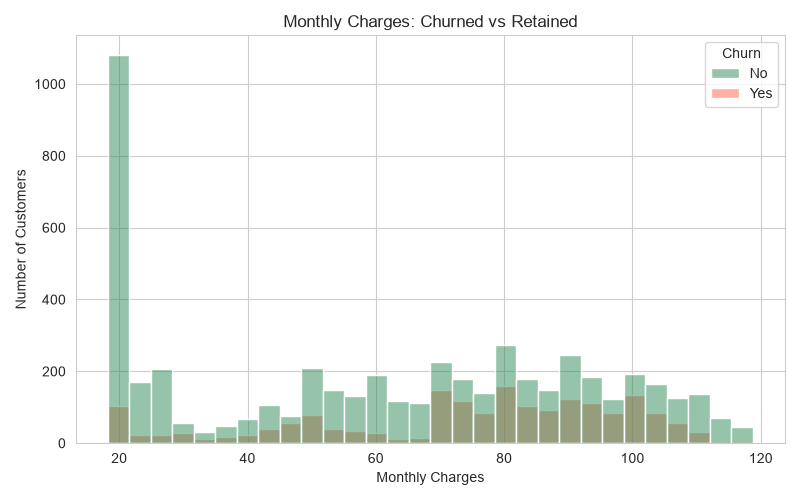 Monthly Charges: Churned vs Retained
Churn
No
Yes
Number of Customers
1000
800
600
400
200
0
20
40
60
80
100
120
Monthly Charges